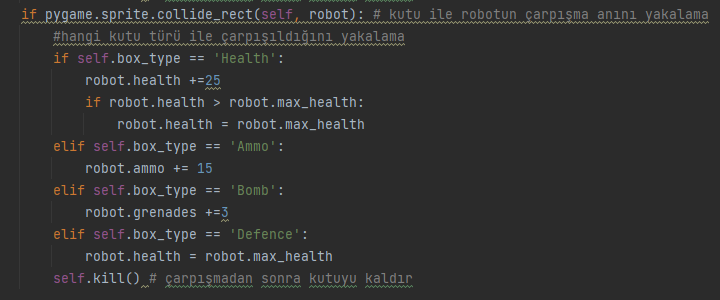 if pygame.sprite.collide_rect(self, robot): # kutu ile robotun çarpışma anını yakalama
#hangi kutu türü ile çarpışıldığını yakalama
if self.box_type == 'Health':
robot.health +=25
if robot.health > robot.max_health:
robot.health = robot.max_health
elif self.box_type == 'Ammo':
robot.ammo += 15
elif self.box_type == 'Bomb':
robot.grenades +=3
elif self.box_type == 'Defence':
robot.health = robot.max_health
self.kill() # çarpışmadan sonra kutuyu kaldır